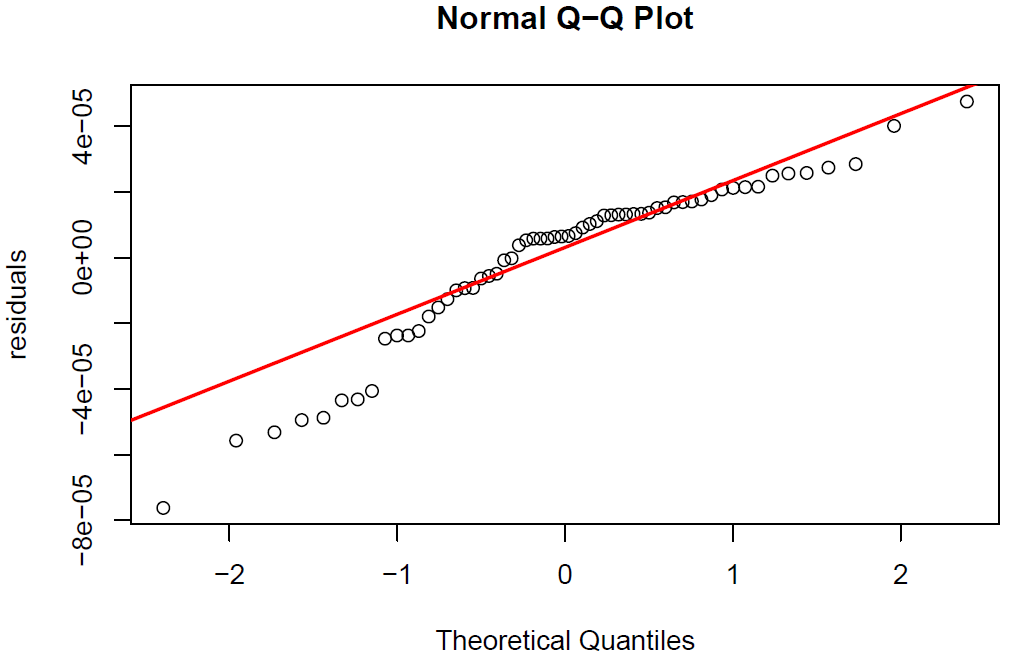 Normal Q−Q Plot
4e−05
0e+00
−4e−05
−8e−05
residuals
−2
−1
0
1
2
Theoretical Quantiles